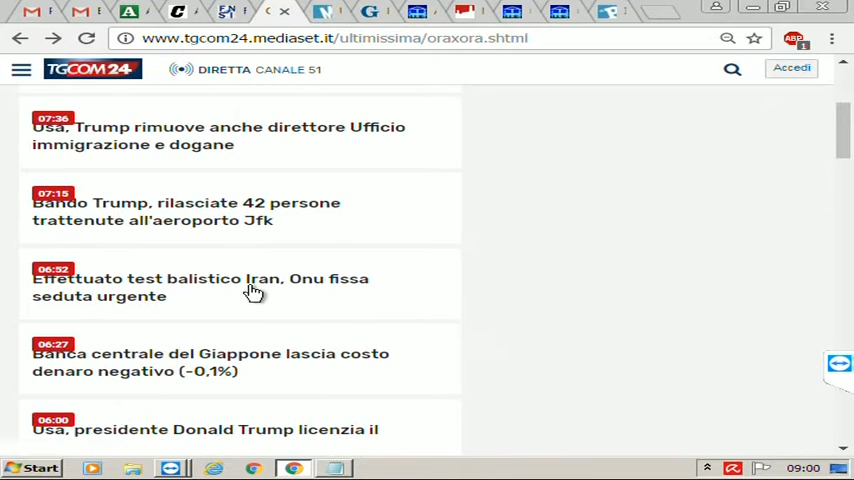 www.tgcom24.mediaset.it/ultimissima/oraxora.shtml
ABP
1
TGCOM24
DIRETTA CANALE 51
Accedi
07:36
Usa, Trump rimuove anche direttore Ufficio
immigrazione e dogane
07:15
Bando Trump, rilasciate 42 persone
trattenute all'aeroporto Jfk
06:52
Effettuato test balistico Iran, Onu fissa
seduta urgente
06:27
Banca centrale del Giappone lascia costo
denaro negativo (-0,1%)
06:00
Usa, presidente Donald Trump licenzia il
Start
09:00